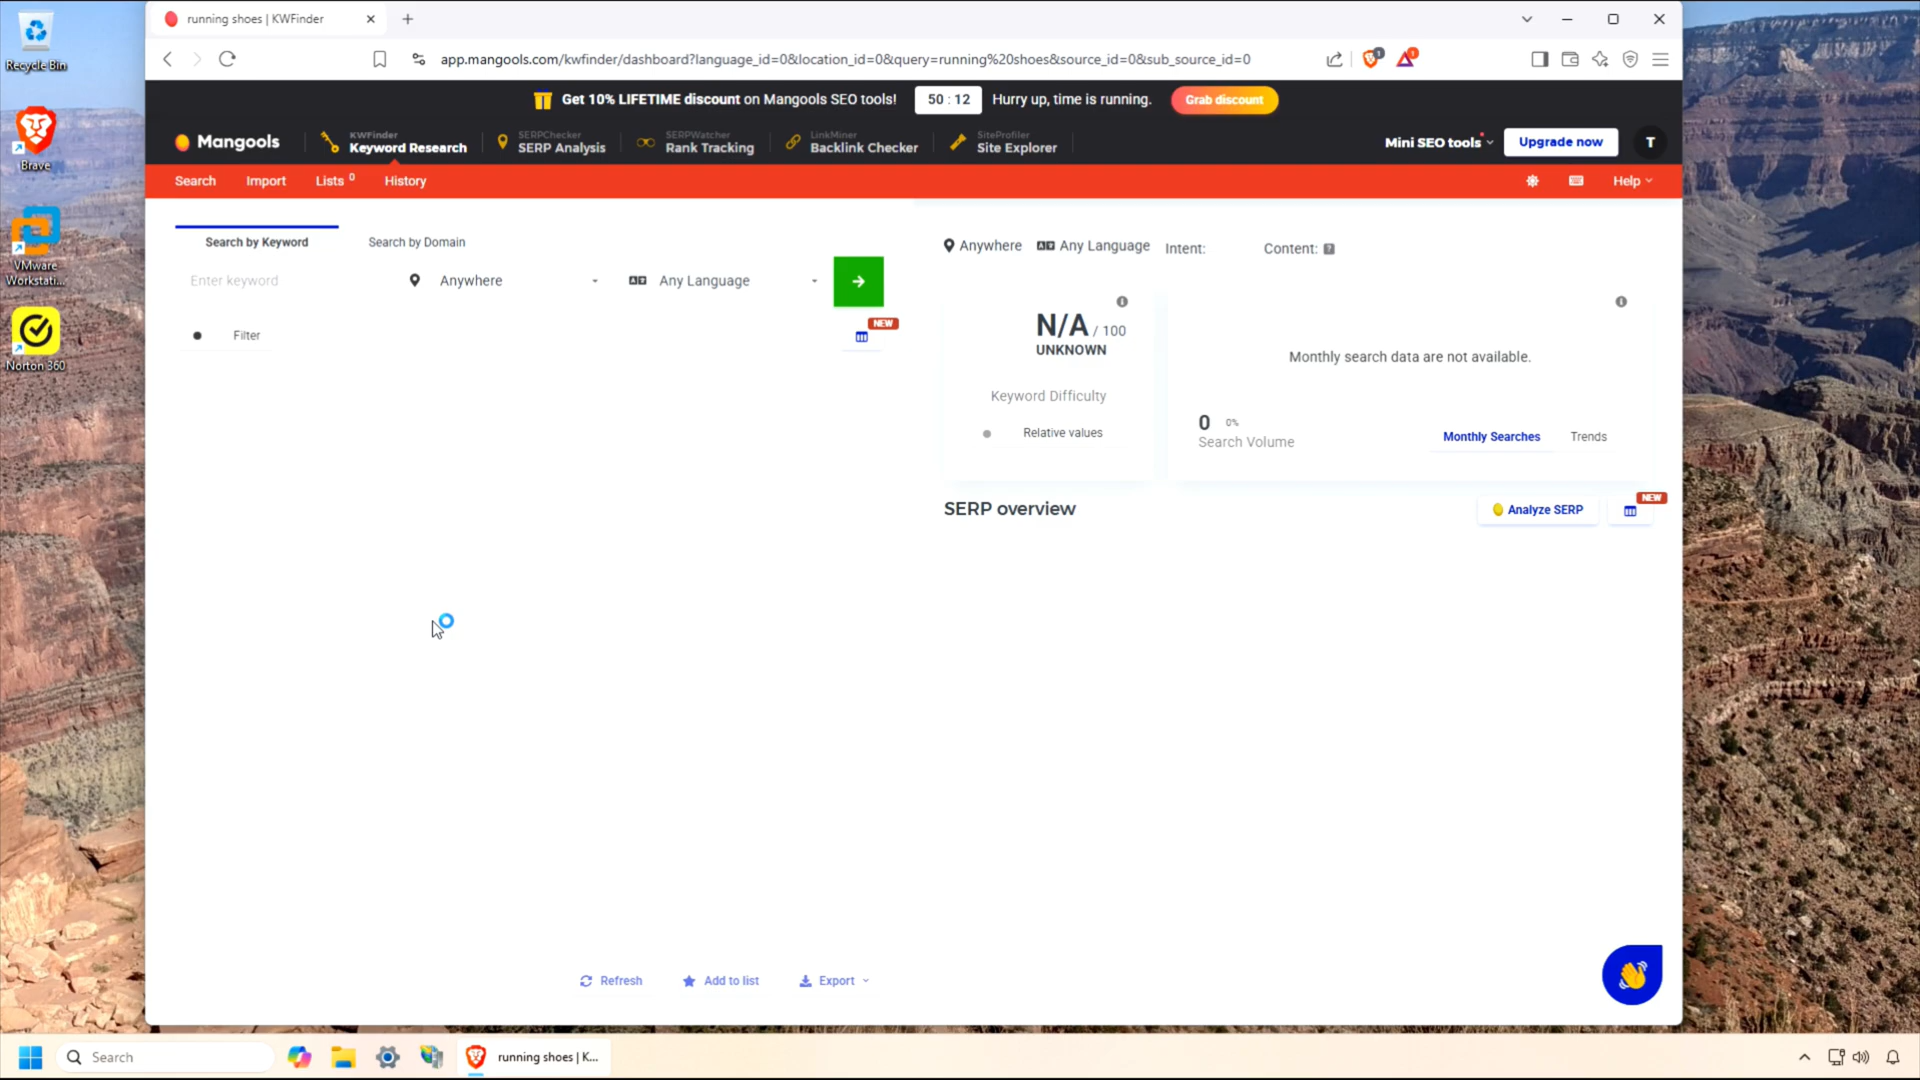 Recycle Bin
Brave
VMware
Workstati...
Norton 360
running shoes | KWFinder
app.mangools.com/kwfinder/dashboard?language_id=0&location_id=0&query=running%20shoes&source_id=0&sub_source_id=0
1
1
Get 10% LIFETIME discount on Mangools SEO tools!
50 : 12
Hurry up, time is running.
Grab discount
Mangools
KWFinder
Keyword Research
SERPChecker
SERP Analysis
SERPWatcher
Rank Tracking
LinkMiner
Backlink Checker
SiteProfiler
Site Explorer
Mini SEO tools
Upgrade now
T
Search
Import
Lists 0
History
Help
Search by Keyword
Search by Domain
Enter keyword
Anywhere
Any Language
Filter
NEW
Anywhere
Any Language
Intent:
Content:
N/A / 100
UNKNOWN
Keyword Difficulty
Relative values
Monthly search data are not available.
0 0%
Search Volume
Monthly Searches
Trends
SERP overview
Analyze SERP
NEW
Refresh
Add to list
Export
Search
running shoes | K...